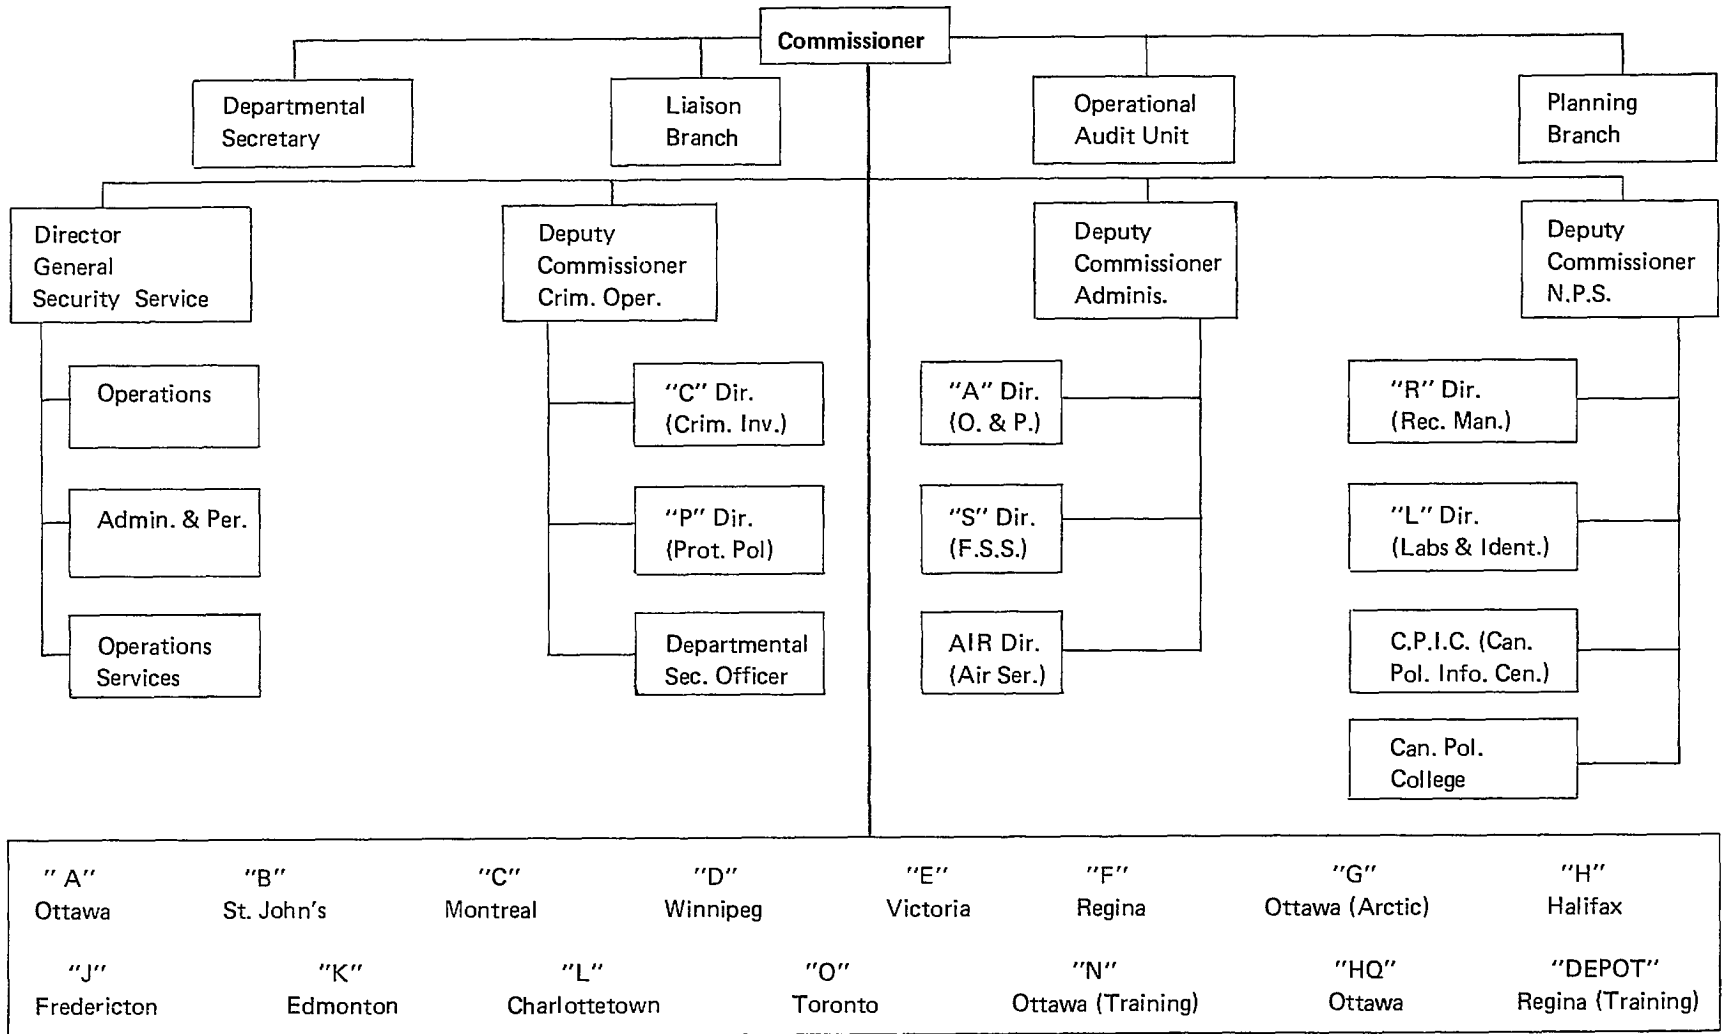 Commissioner
Departmental
Secretary
Liaison
Branch
Operational
Audit Unit
Planning
Branch
Director
General
Security Service
Deputy
Commissioner
Crim. Oper.
Deputy
Commissioner
Adminis.
Deputy
Commissioner
N.P.S.
Operations
Admin. & Per.
Operations
Services
"C" Dir.
(Crim. Inv.)
"P" Dir.
(Prot. Pol)
Departmental
Sec. Officer
"A" Dir.
(O. & P.)
"S" Dir.
(F.S.S.)
AIR Dir.
(Air Ser.)
"R" Dir.
(Rec. Man.)
"L" Dir.
(Labs & Ident.)
C.P.I.C. (Can.
Pol. Info. Cen.)
Can. Pol.
College
"A"
Ottawa
"B"
St. John's
"C"
Montreal
"D"
Winnipeg
"E"
Victoria
"F"
Regina
"G"
Ottawa (Arctic)
"H"
Halifax
"J"
Fredericton
"K"
Edmonton
"L"
Charlottetown
"O"
Toronto
"N"
Ottawa (Training)
"HQ"
Ottawa
"DEPOT"
Regina (Training)